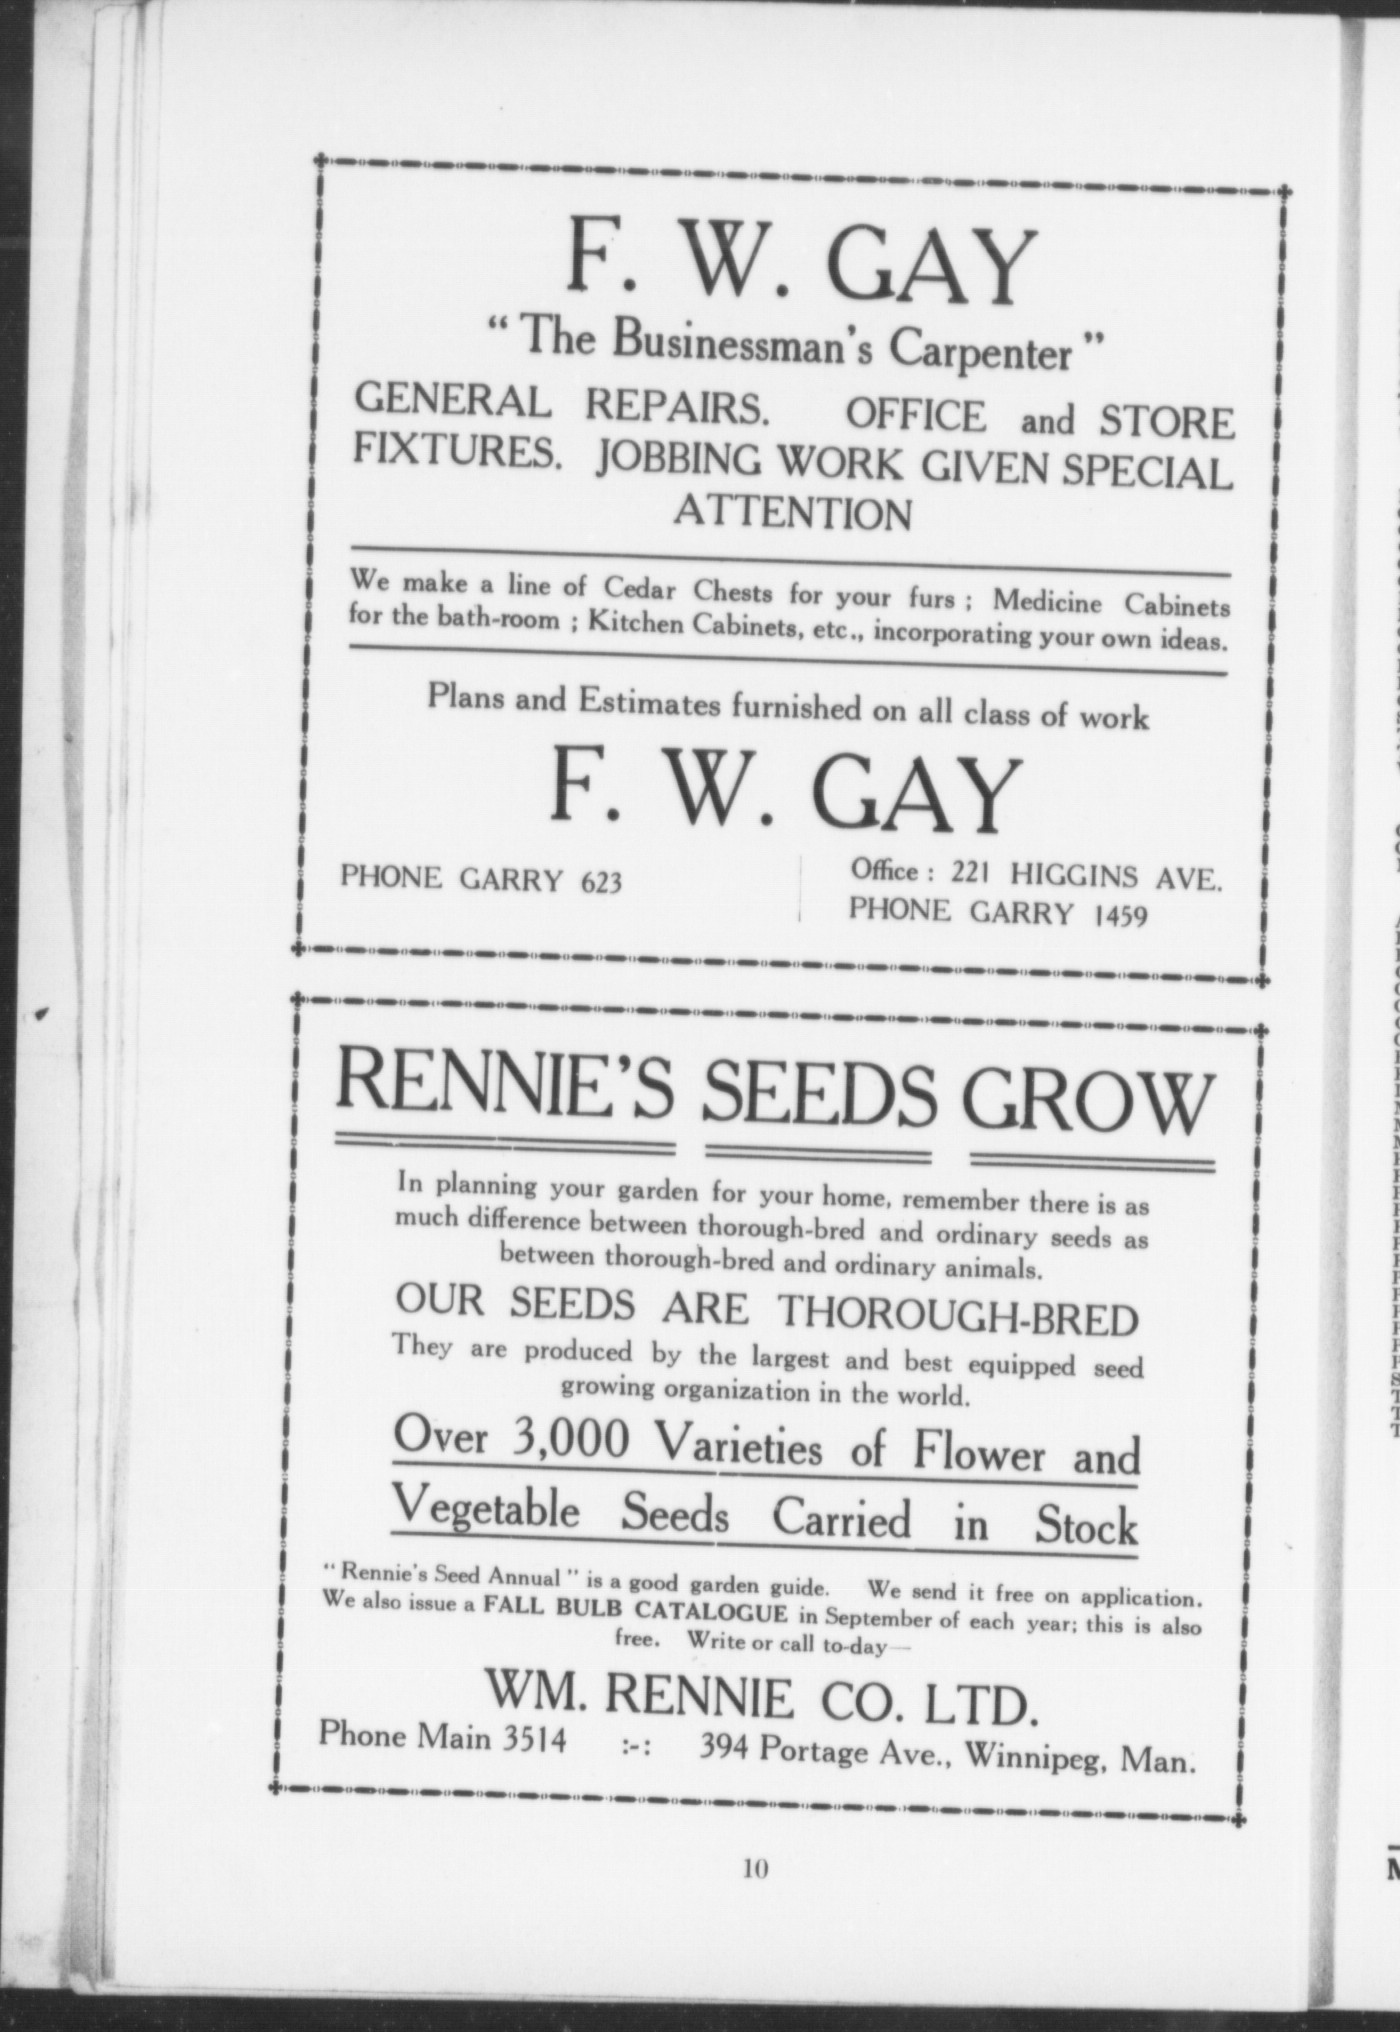 F. W. GAY
“The Businessman's Carpenter”
GENERAL REPAIRS. OFFICE and STORE
FIXTURES. JOBBING WORK GIVEN SPECIAL
ATTENTION
We make a line of Cedar Chests for your furs ; Medicine Cabinets
for the bath-room ; Kitchen Cabinets, etc., incorporating your own ideas.
Plans and Estimates furnished on all class of work
F. W. GAY
PHONE GARRY 623
Office : 221 HIGGINS AVE.
PHONE GARRY 1459
RENNIE'S SEEDS GROW
In planning your garden for your home, remember there is as
much difference between thorough-bred and ordinary seeds as
between thorough-bred and ordinary animals.
OUR SEEDS ARE THOROUGH-BRED
They are produced by the largest and best equipped seed
growing organization in the world.
Over 3,000 Varieties of Flower and
Vegetable Seeds Carried in Stock
“Rennie's Seed Annual” is a good garden guide. We send it free on application.
We also issue a FALL BULB CATALOGUE in September of each year; this is also
free. Write or call to-day—
WM. RENNIE CO. LTD.
Phone Main 3514 :-: 394 Portage Ave., Winnipeg, Man.
10